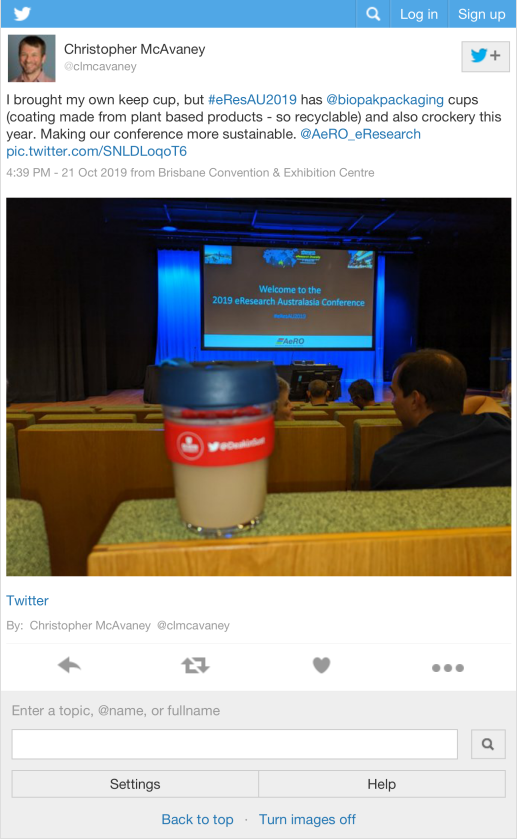 Log in
Sign up
Christopher McAvaney
@clmcavaney
I brought my own keep cup, but #eResAU2019 has @biopakpackaging cups
(coating made from plant based products - so recyclable) and also crockery this
year. Making our conference more sustainable. @AeRO_eResearch
pic.twitter.com/SNLDLoqoT6
4:39 PM - 21 Oct 2019 from Brisbane Convention & Exhibition Centre
Welcome to the
2019 eResearch Australasia Conference
#eResAU2019
AeRO
@DeakinSust
Twitter
By: Christopher McAvaney @clmcavaney
Enter a topic, @name, or fullname
Settings
Help
Back to top · Turn images off